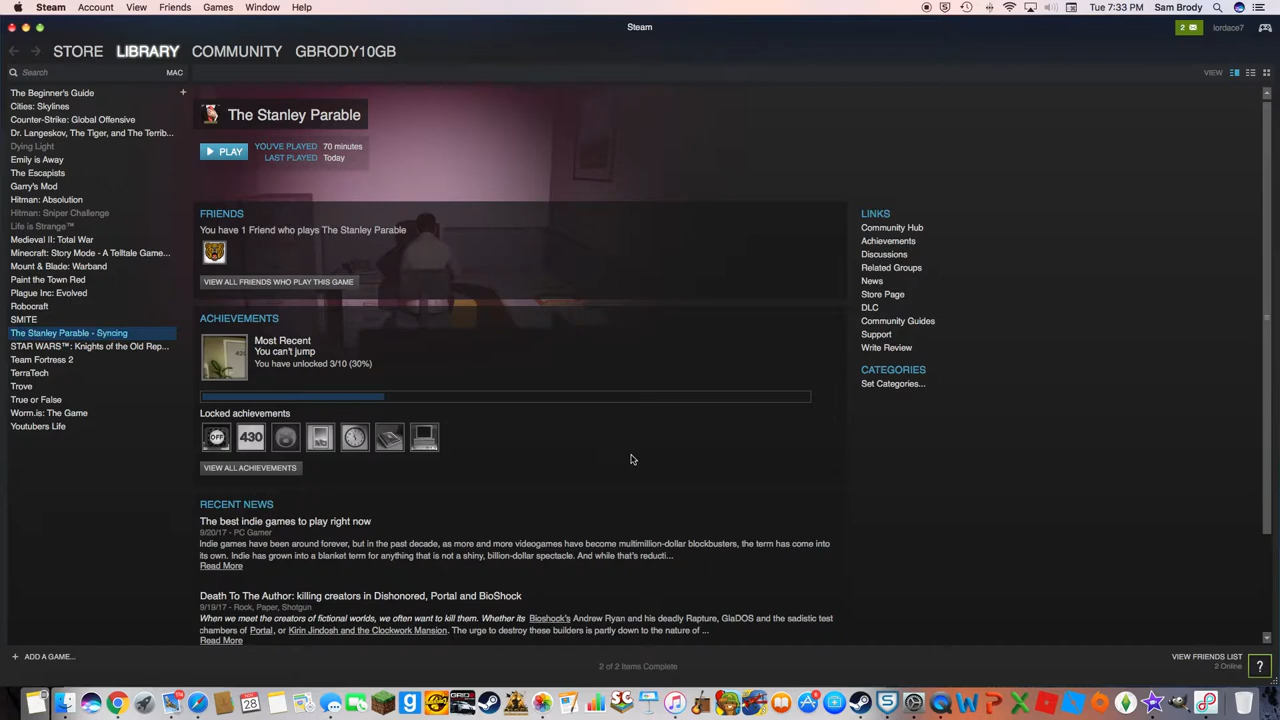 Steam Account View Friends Games Window Help Tue 7:33 PM Sam Brody
Steam
2 lordace7
STORE LIBRARY COMMUNITY GBRODY10GB
Search MAC VIEW
The Beginner's Guide
Cities: Skylines
Counter-Strike: Global Offensive
Dr. Langeskov, The Tiger, and The Terrib...
Dying Light
Emily is Away
The Escapists
Garry's Mod
Hitman: Absolution
Hitman: Sniper Challenge
Life is Strange™
Medieval II: Total War
Minecraft: Story Mode - A Telltale Game...
Mount & Blade: Warband
Paint the Town Red
Plague Inc: Evolved
Robocraft
SMITE
The Stanley Parable - Syncing
STAR WARS™: Knights of the Old Rep...
Team Fortress 2
TerraTech
Trove
True or False
Worm.is: The Game
Youtubers Life
+ ADD A GAME...
The Stanley Parable
PLAY
YOU'VE PLAYED 70 minutes
LAST PLAYED Today
FRIENDS
You have 1 Friend who plays The Stanley Parable
VIEW ALL FRIENDS WHO PLAY THIS GAME
ACHIEVEMENTS
Most Recent
You can't jump
You have unlocked 3/10 (30%)
Locked achievements
OFF 430
VIEW ALL ACHIEVEMENTS
RECENT NEWS
The best indie games to play right now
9/20/17 - PC Gamer
Indie games have been around forever, but in the past decade, as more and more videogames have become multimillion-dollar blockbusters, the term has come into
its own. Indie has grown into a blanket term for anything that is not a shiny, billion-dollar spectacle. And while that's reducti...
Read More
Death To The Author: killing creators in Dishonored, Portal and BioShock
9/19/17 - Rock, Paper, Shotgun
When we meet the creators of fictional worlds, we often want to kill them. Whether its Bioshock's Andrew Ryan and his deadly Rapture, GlaDOS and the sadistic test
chambers of Portal, or Kirin Jindosh and the Clockwork Mansion. The urge to destroy these builders is partly down to the nature of ...
Read More
LINKS
Community Hub
Achievements
Discussions
Related Groups
News
Store Page
DLC
Community Guides
Support
Write Review
CATEGORIES
Set Categories...
2 of 2 Items Complete
VIEW FRIENDS LIST
2 Online
?